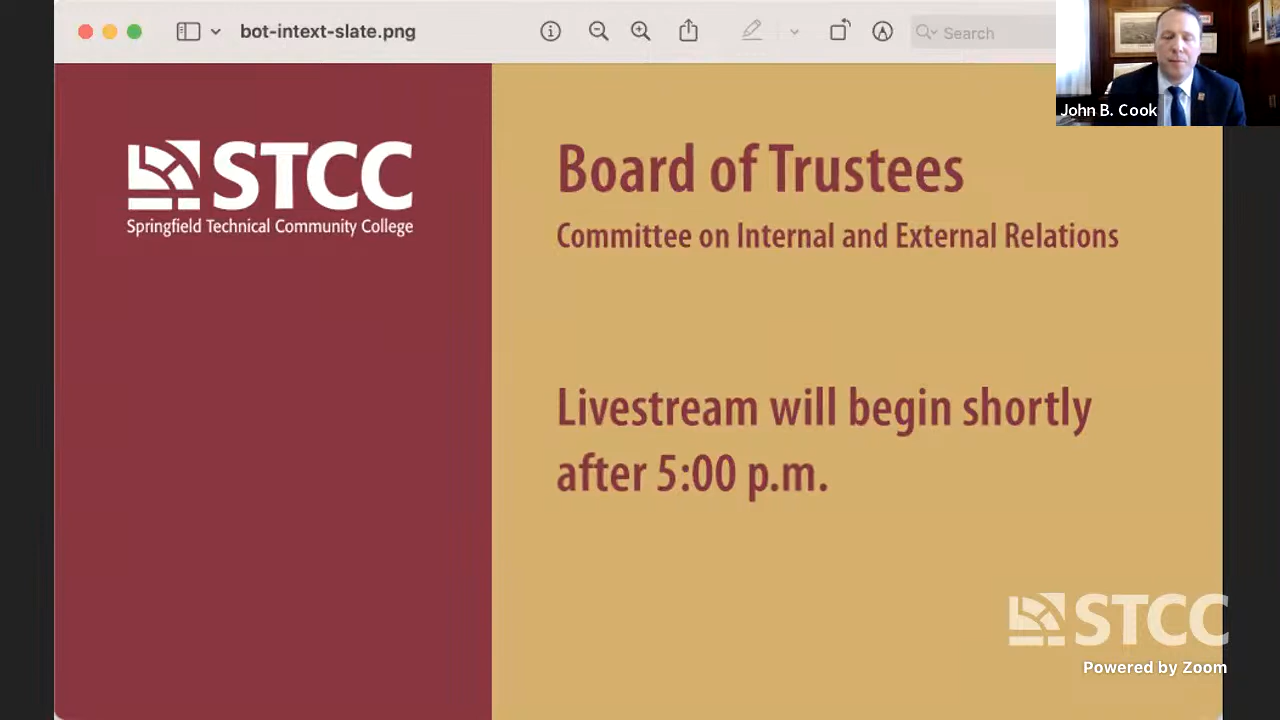 bot-intext-slate.png
Search
John B. Cook
STCC
Springfield Technical Community College
Board of Trustees
Committee on Internal and External Relations
Livestream will begin shortly
after 5:00 p.m.
STCC
Powered by Zoom